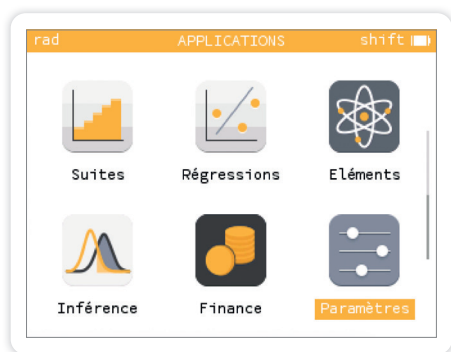 rad APPLICATIONS shift
Suites Régressions Eléments
Inférence Finance Paramètres